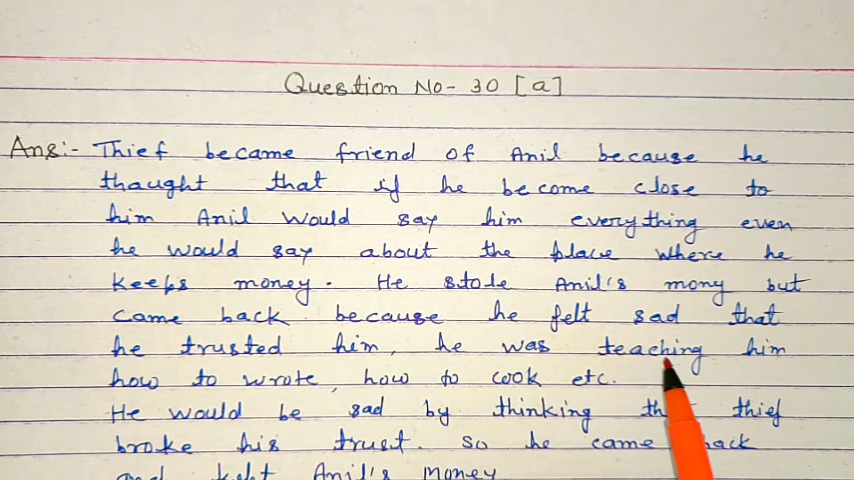 Question No- 30 [a]
Ans:- Thief became friend of Anil because he
thaught that if he become close to
him Anil would say him everything even
he would say about the place where he
keeps money. He stole Anil's mony but
came back because he felt sad that
he trusted him, he was teaching him
how to wrote, how to cook etc.
He would be sad by thinking thief
broke his trust. So he came back
and kept Anil's money